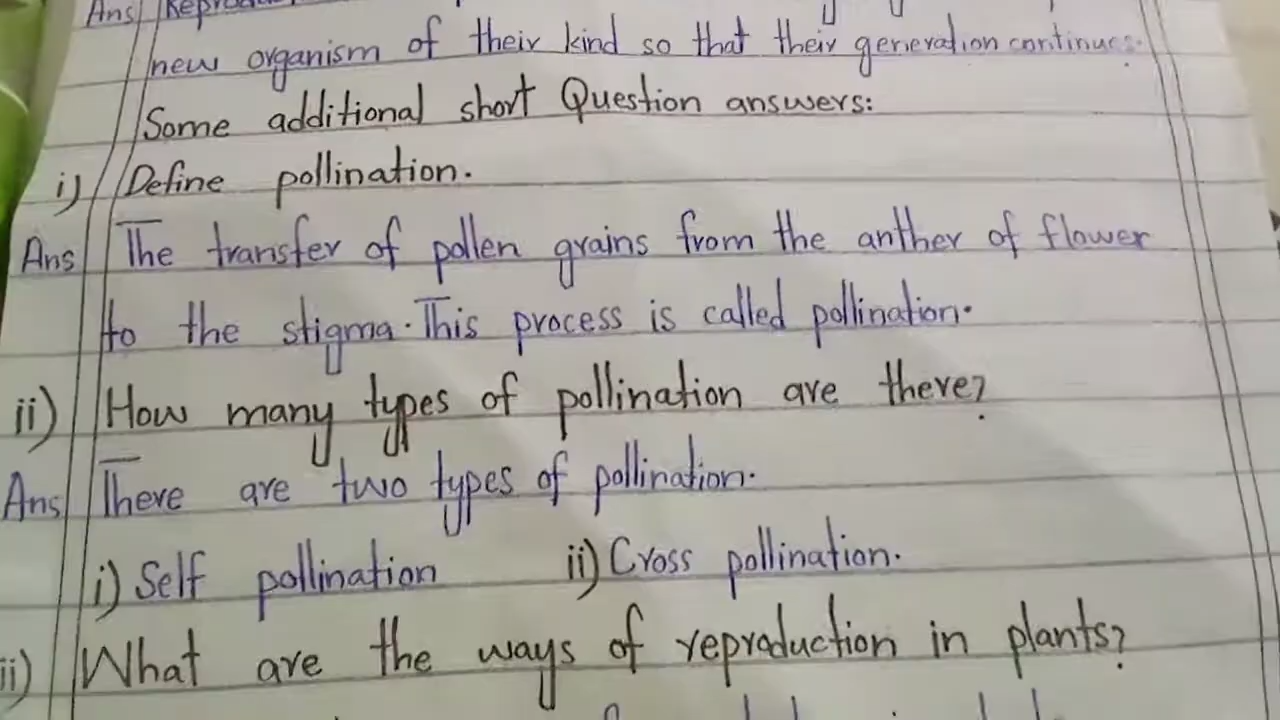 Ans
new organism of their kind so that their generation continues.
Some additional short Question answers:
i) Define pollination.
Ans The transfer of pollen grains from the anther of flower
to the stigma. This process is called pollination.
ii) How many types of pollination are there?
Ans There are two types of pollination.
i) Self pollination ii) Cross pollination.
ii) What are the ways of reproduction in plants?